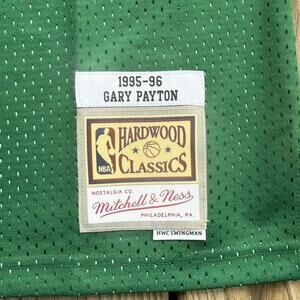 1995-96
GARY PAYTON
NBA
HARDWOOD
CLASSICS
NOSTALGIA CO.
Mitchell & Ness
PHILADELPHIA, PA.
HWC SWINGMAN